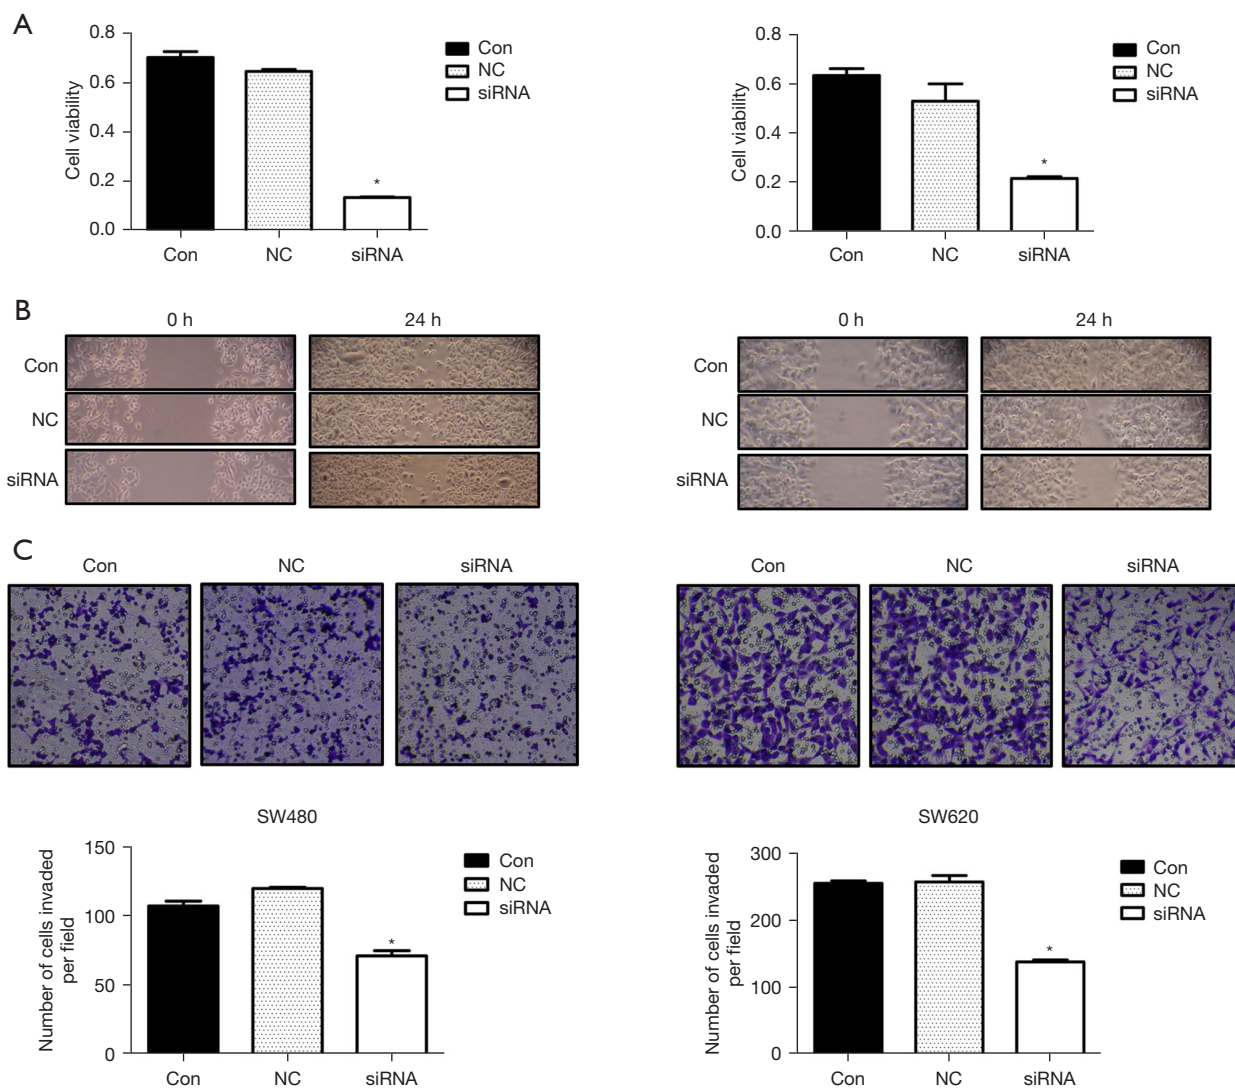 A
0.8
0.6
0.4
0.2
0.0
Cell viability
*
Con
NC
siRNA
Con
NC
siRNA
0.8
0.6
0.4
0.2
0.0
Cell viability
*
Con
NC
siRNA
Con
NC
siRNA
B
0 h
24 h
Con
NC
siRNA
0 h
24 h
Con
NC
siRNA
C
Con
NC
siRNA
Con
NC
siRNA
SW480
150
100
50
0
Number of cells invaded
per field
*
Con
NC
siRNA
Con
NC
siRNA
SW620
300
200
100
0
Number of cells invaded
per field
*
Con
NC
siRNA
Con
NC
siRNA